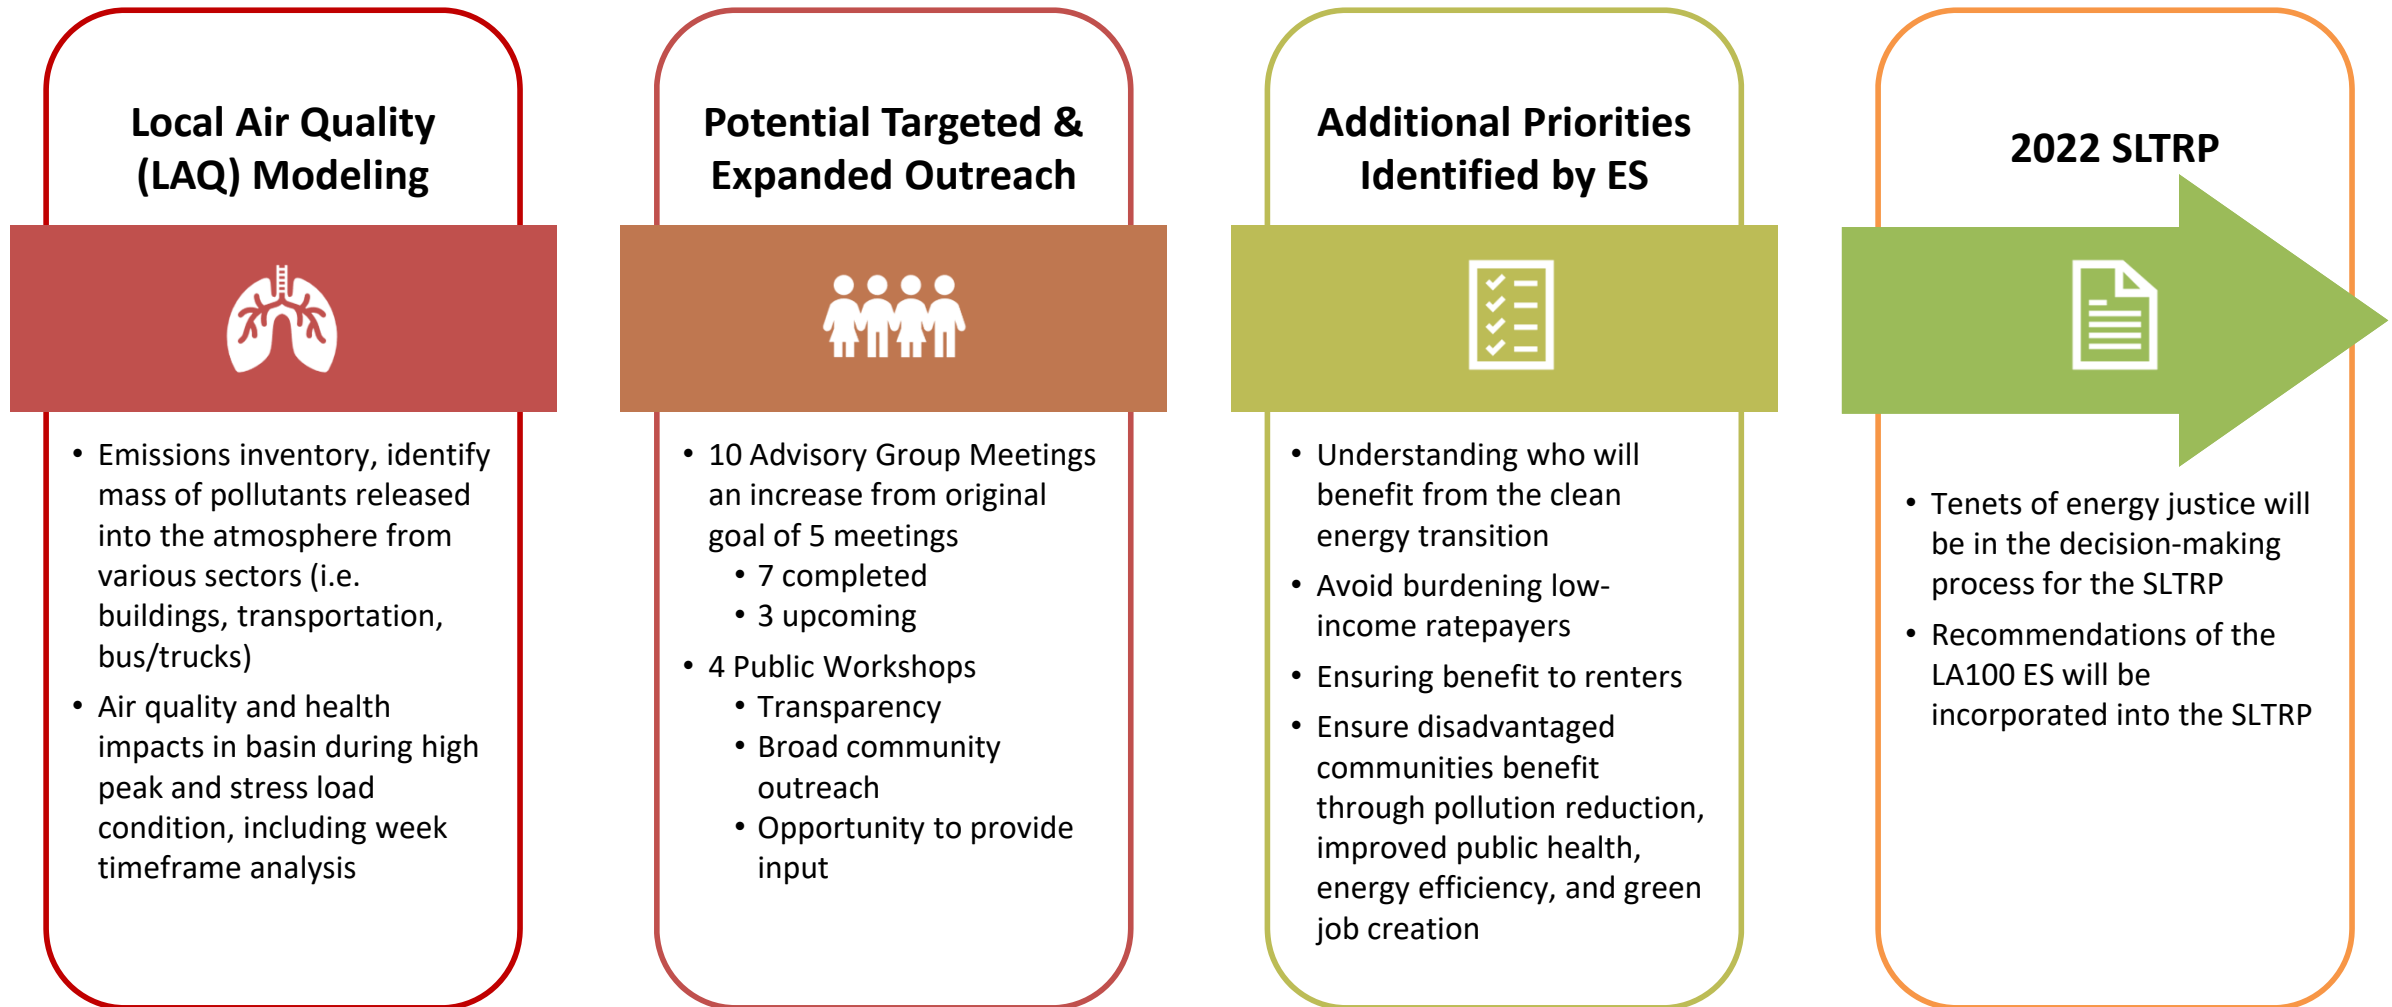 Local Air Quality
(LAQ) Modeling
• Emissions inventory, identify
mass of pollutants released
into the atmosphere from
various sectors (i.e.
buildings, transportation,
bus/trucks)
• Air quality and health
impacts in basin during high
peak and stress load
condition, including week
timeframe analysis
Potential Targeted &
Expanded Outreach
• 10 Advisory Group Meetings
an increase from original
goal of 5 meetings
• 7 completed
• 3 upcoming
• 4 Public Workshops
• Transparency
• Broad community
outreach
• Opportunity to provide
input
Additional Priorities
Identified by ES
• Understanding who will
benefit from the clean
energy transition
• Avoid burdening low-
income ratepayers
• Ensuring benefit to renters
• Ensure disadvantaged
communities benefit
through pollution reduction,
improved public health,
energy efficiency, and green
job creation
2022 SLTRP
• Tenets of energy justice will
be in the decision-making
process for the SLTRP
• Recommendations of the
LA100 ES will be
incorporated into the SLTRP